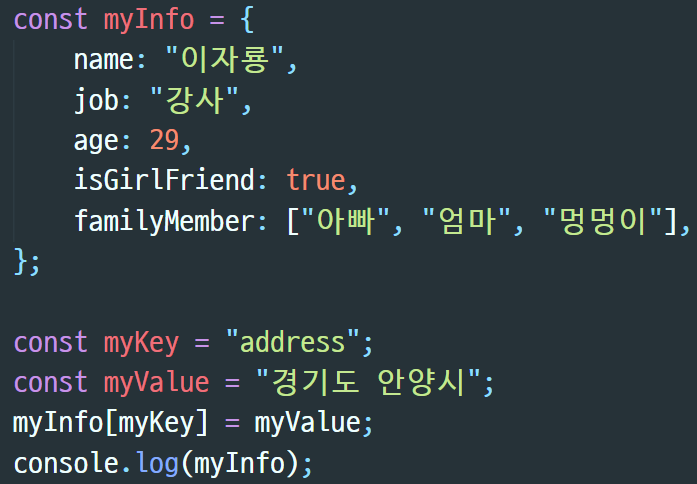 const myInfo = {
    name: "이자룡",
    job: "강사",
    age: 29,
    isGirlFriend: true,
    familyMember: ["아빠", "엄마", "멍멍이"],
};

const myKey = "address";
const myValue = "경기도 안양시";
myInfo[myKey] = myValue;
console.log(myInfo);